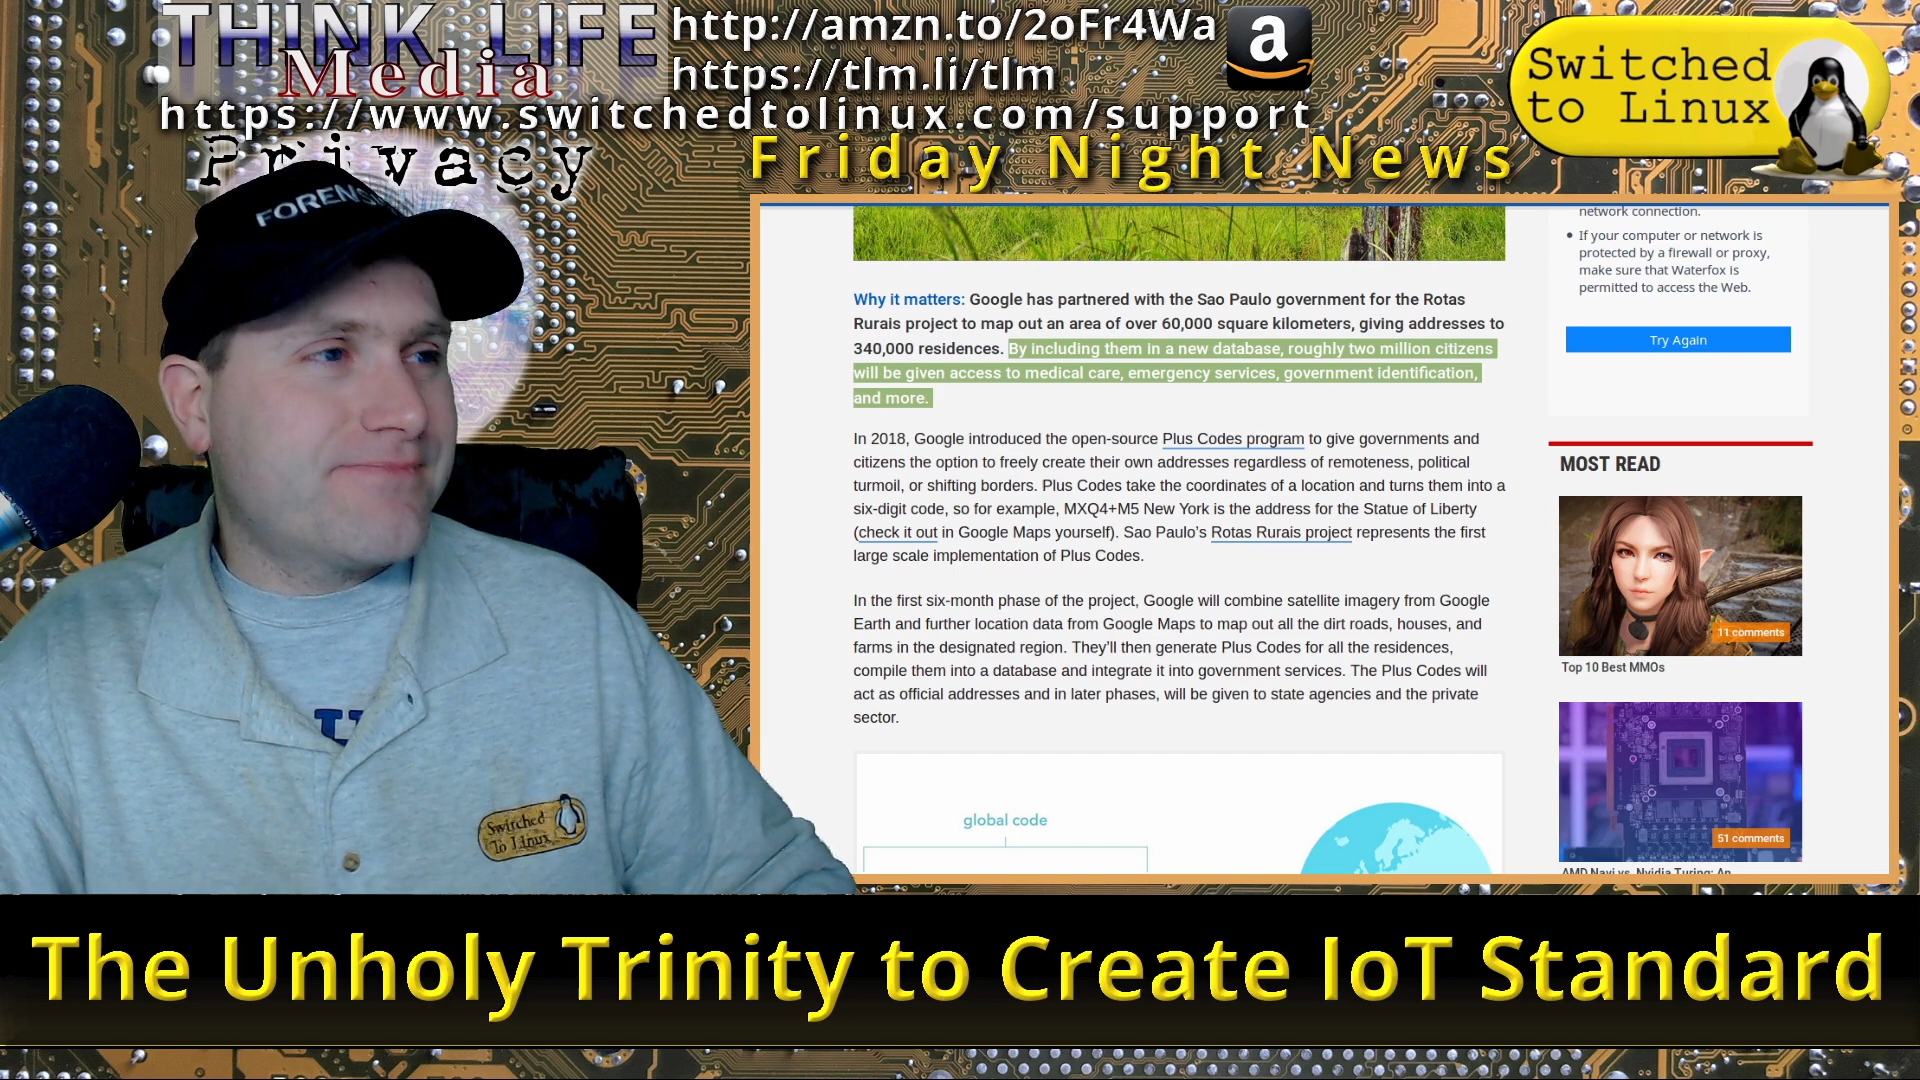 THINK LIFE
Media
http://amzn.to/2oFr4Wa
https://tlm.li/tlm
https://www.switchedtolinux.com/support
a
Switched
to Linux
Privacy
Friday Night News
FORENS
network connection.
If your computer or network is
protected by a firewall or proxy,
make sure that Waterfox is
permitted to access the Web.
Try Again
Why it matters: Google has partnered with the Sao Paulo government for the Rotas
Rurais project to map out an area of over 60,000 square kilometers, giving addresses to
340,000 residences. By including them in a new database, roughly two million citizens
will be given access to medical care, emergency services, government identification,
and more.
In 2018, Google introduced the open-source Plus Codes program to give governments and
citizens the option to freely create their own addresses regardless of remoteness, political
turmoil, or shifting borders. Plus Codes take the coordinates of a location and turns them into a
six-digit code, so for example, MXQ4+M5 New York is the address for the Statue of Liberty
(check it out in Google Maps yourself). Sao Paulo's Rotas Rurais project represents the first
large scale implementation of Plus Codes.
In the first six-month phase of the project, Google will combine satellite imagery from Google
Earth and further location data from Google Maps to map out all the dirt roads, houses, and
farms in the designated region. They'll then generate Plus Codes for all the residences,
compile them into a database and integrate it into government services. The Plus Codes will
act as official addresses and in later phases, will be given to state agencies and the private
sector.
global code
MOST READ
11 comments
Top 10 Best MMOs
51 comments
AMD Navi vs. Nvidia Turing: An
Switched
To Linux
The Unholy Trinity to Create IoT Standard